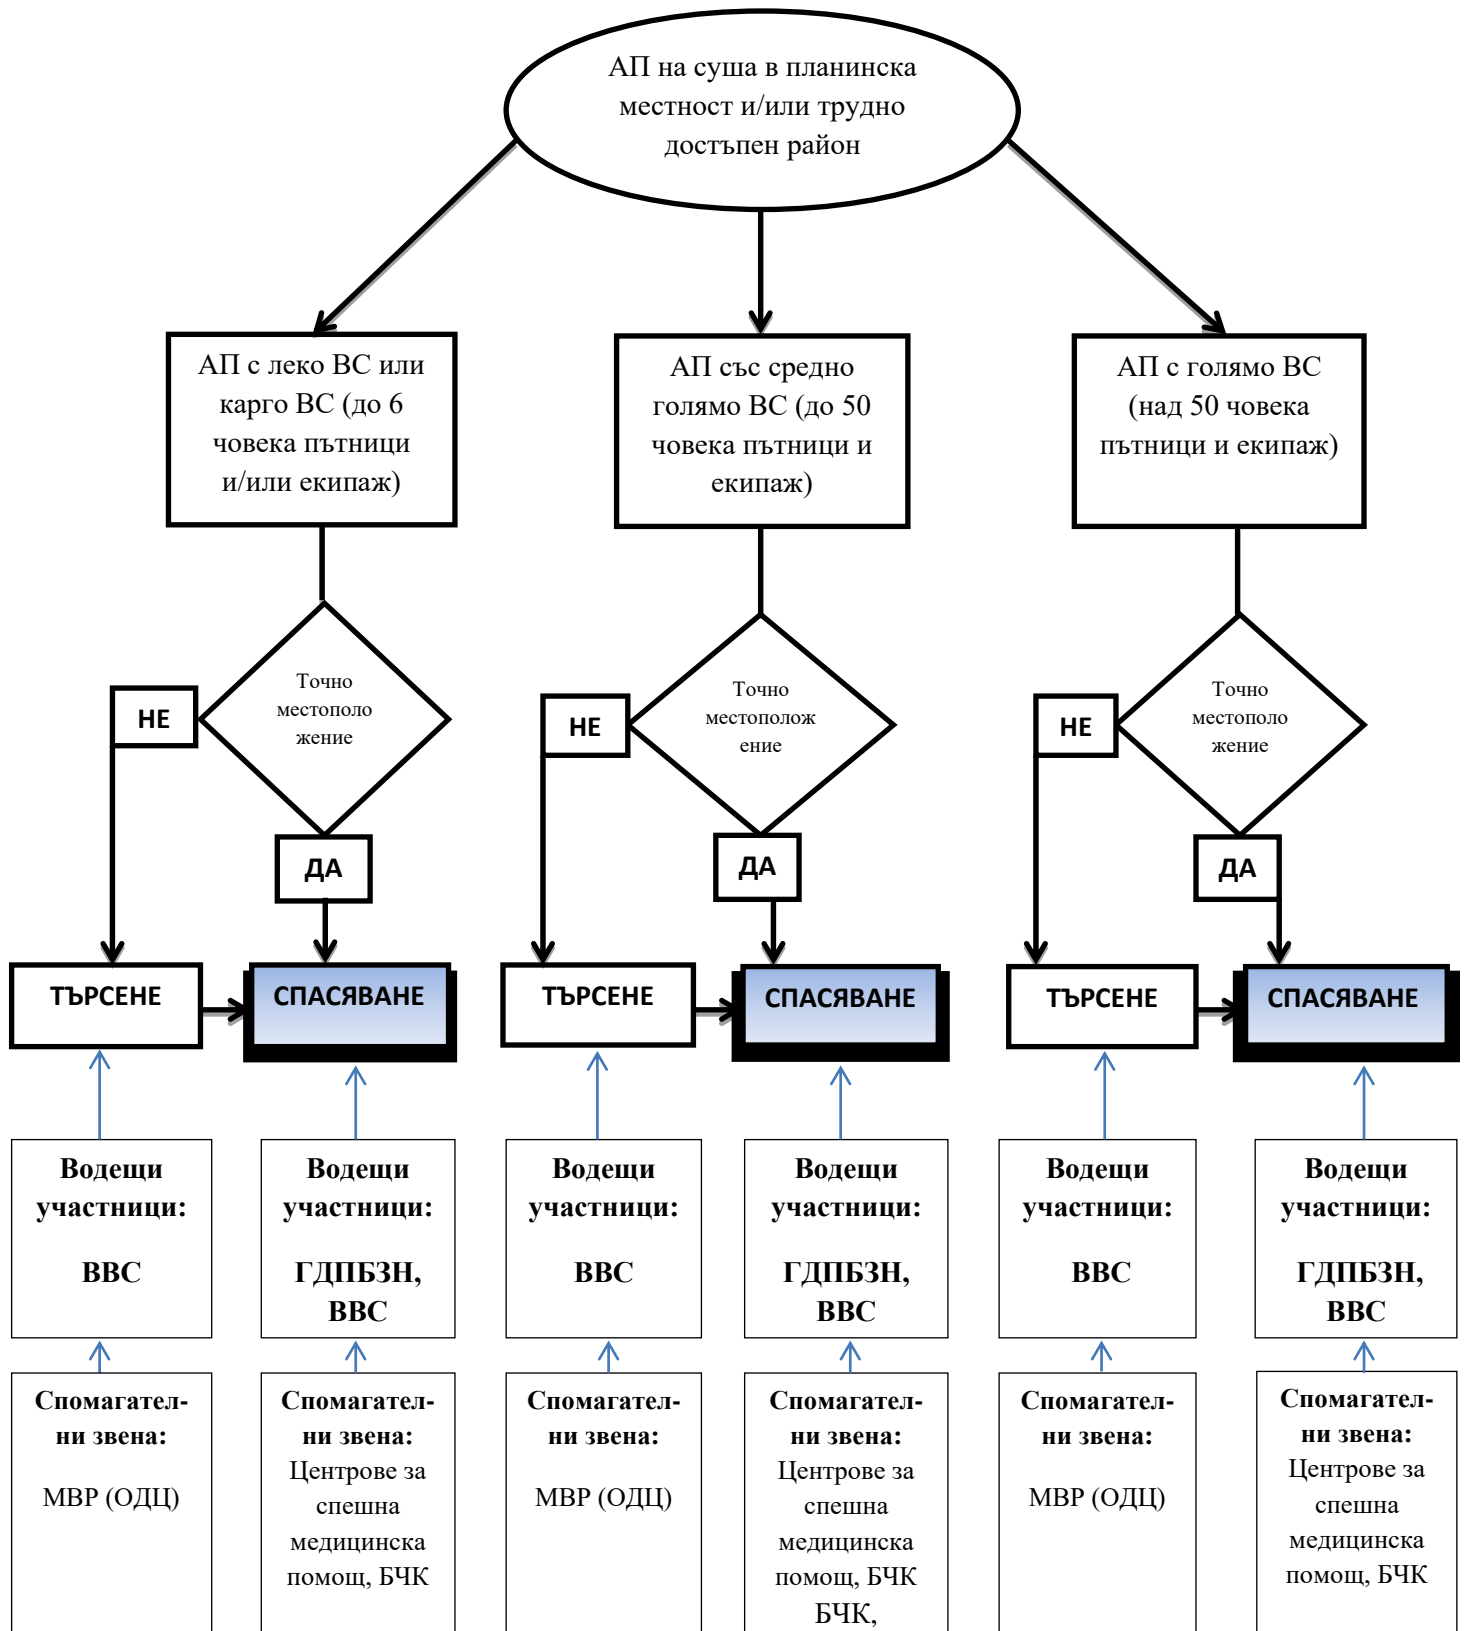 АП на суша в планинска
местност и/или трудно
достъпен район
АП с леко ВС или
карго ВС (до 6
човека пътници
и/или екипаж)
АП със средно
голямо ВС (до 50
човека пътници и
екипаж)
АП с голямо ВС
(над 50 човека
пътници и екипаж)
Точно
местополо
жение
НЕ
ДА
Точно
местополож
ение
НЕ
ДА
Точно
местополо
жение
НЕ
ДА
ТЪРСЕНЕ
СПАСЯВАНЕ
ТЪРСЕНЕ
СПАСЯВАНЕ
ТЪРСЕНЕ
СПАСЯВАНЕ
Водещи
участници:
ВВС
Водещи
участници:
ГДПБЗН,
ВВС
Водещи
участници:
ВВС
Водещи
участници:
ГДПБЗН,
ВВС
Водещи
участници:
ВВС
Водещи
участници:
ГДПБЗН,
ВВС
Спомагател-
ни звена:
МВР (ОДЦ)
Спомагател-
ни звена:
Центрове за
спешна
медицинска
помощ, БЧК
Спомагател-
ни звена:
МВР (ОДЦ)
Спомагател-
ни звена:
Центрове за
спешна
медицинска
помощ, БЧК
БЧК,
Спомагател-
ни звена:
МВР (ОДЦ)
Спомагател-
ни звена:
Центрове за
спешна
медицинска
помощ, БЧК